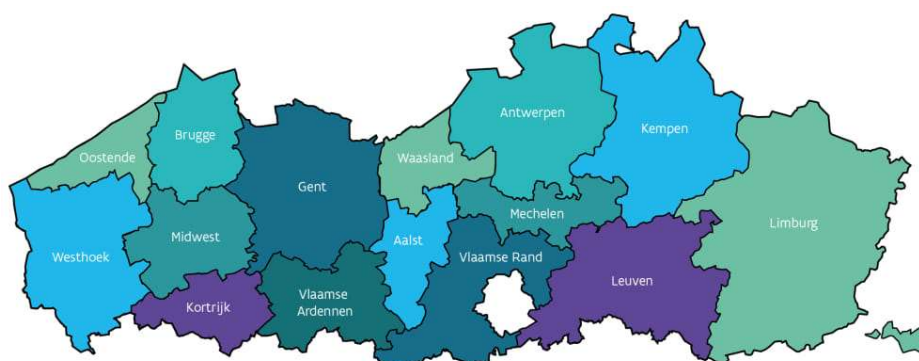 Antwerpen
Kempen
Brugge
Oostende
Waasland
Gent
Mechelen
Limburg
Midwest
Aalst
Westhoek
Vlaamse Rand
Leuven
Kortrijk
Vlaamse
Ardennen